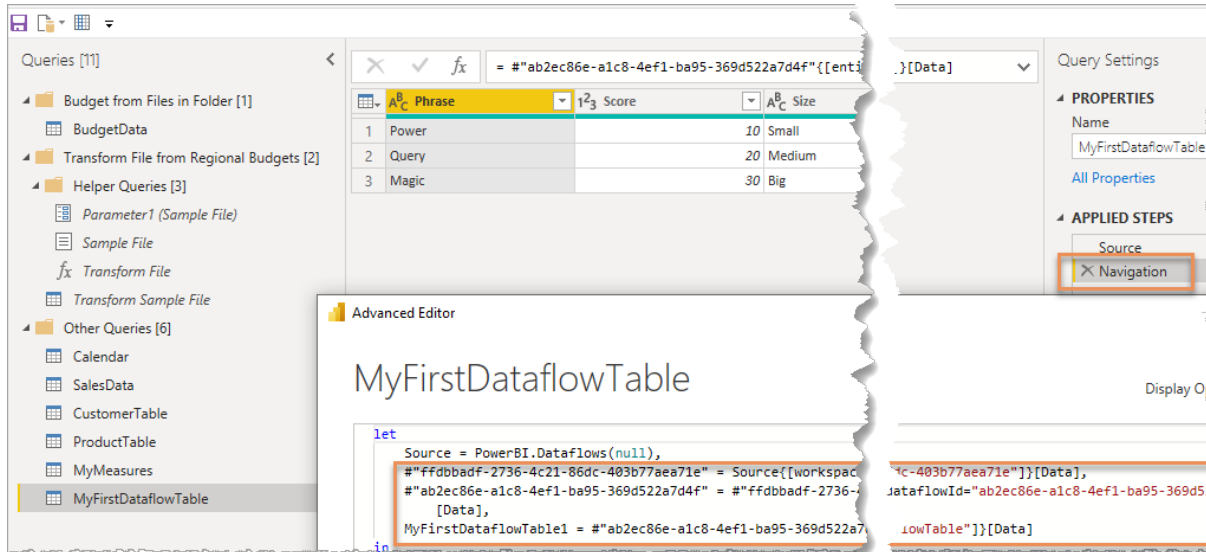 Queries [11]
Budget from Files in Folder [1]
BudgetData
Transform File from Regional Budgets [2]
Helper Queries [3]
Parameter1 (Sample File)
Sample File
fx Transform File
Transform Sample File
Other Queries [6]
Calendar
SalesData
CustomerTable
ProductTable
MyMeasures
MyFirstDataflowTable
fx = #"ab2ec86e-a1c8-4ef1-ba95-369d522a7d4f"{[enti }[Data]
ABC Phrase 123 Score ABC Size
1 Power 10 Small
2 Query 20 Medium
3 Magic 30 Big
Query Settings
PROPERTIES
Name
MyFirstDataflowTable
All Properties
APPLIED STEPS
Source
Navigation
Advanced Editor
MyFirstDataflowTable
Display O
let
Source = PowerBI.Dataflows(null),
#"ffdbbadf-2736-4c21-86dc-403b77aea71e" = Source{[workspac dc-403b77aea71e"]}[Data],
#"ab2ec86e-a1c8-4ef1-ba95-369d522a7d4f" = #"ffdbbadf-2736- dataflowId="ab2ec86e-a1c8-4ef1-ba95-369d5
[Data],
MyFirstDataflowTable1 = #"ab2ec86e-a1c8-4ef1-ba95-369d522a7 lowTable"]}[Data]
in